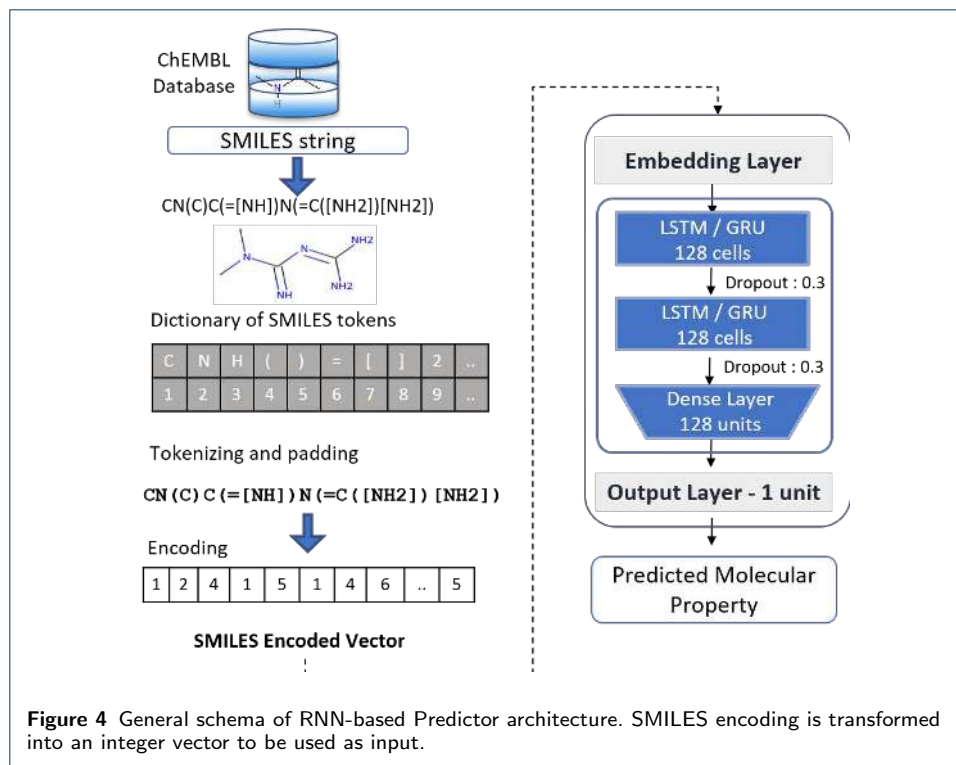 ChEMBL
Database
N
H
SMILES string
CN(C)C(=[NH])N(=C([NH2])[NH2])
N
N
NH2
NH
NH2
Dictionary of SMILES tokens
C N H ( ) = [ ] 2 ..
1 2 3 4 5 6 7 8 9 ..
Tokenizing and padding
CN(C)C(=[NH])N(=C([NH2])[NH2])
Encoding
1 2 4 1 5 1 4 6 .. 5
SMILES Encoded Vector
Embedding Layer
LSTM / GRU
128 cells
Dropout : 0.3
LSTM / GRU
128 cells
Dropout : 0.3
Dense Layer
128 units
Output Layer - 1 unit
Predicted Molecular
Property
Figure 4 General schema of RNN-based Predictor architecture. SMILES encoding is transformed
into an integer vector to be used as input.